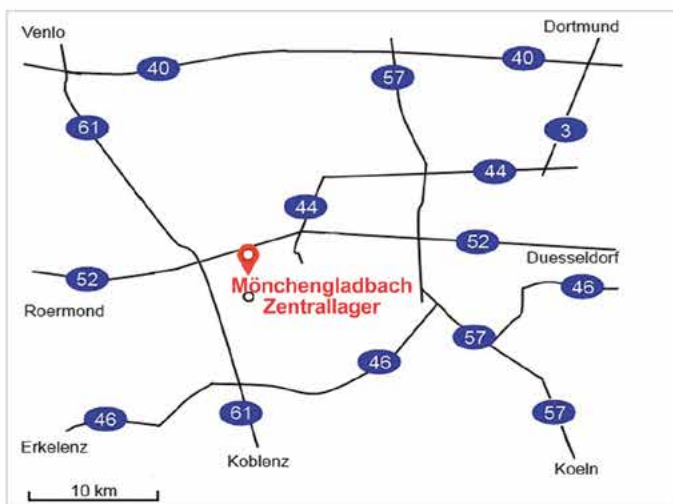 Venlo
Dortmund
40
57
40
61
3
44
44
52
52
Duesseldorf
Mönchengladbach
Zentrallager
Roermond
46
57
46
46
61
57
Erkelenz
Koblenz
Koeln
10 km